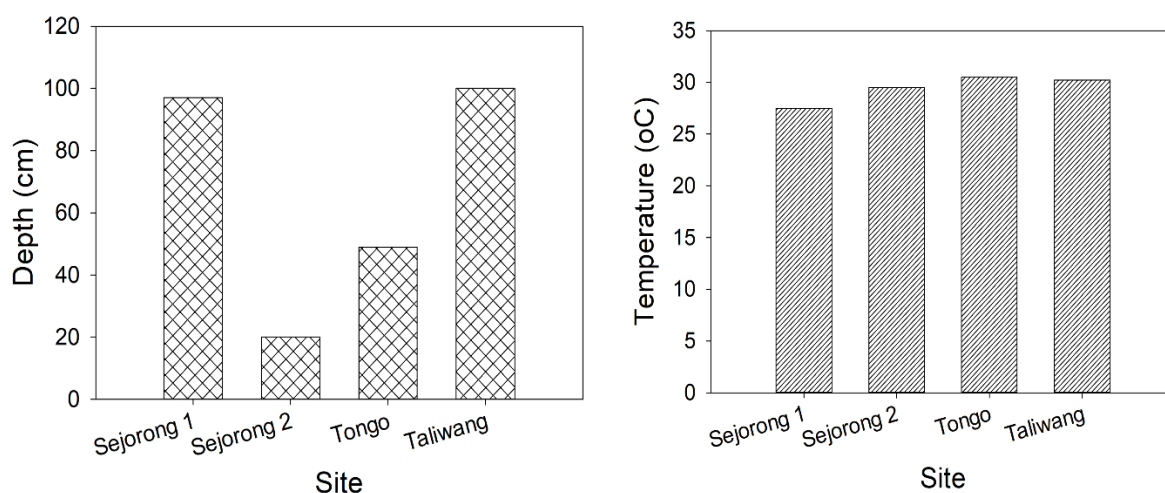 120
100
80
60
40
20
0
Depth (cm)
Sejorong 1
Sejorong 2
Tongo
Taliwang
Site
35
30
25
20
15
10
5
0
Temperature (oC)
Sejorong 1
Sejorong 2
Tongo
Taliwang
Site